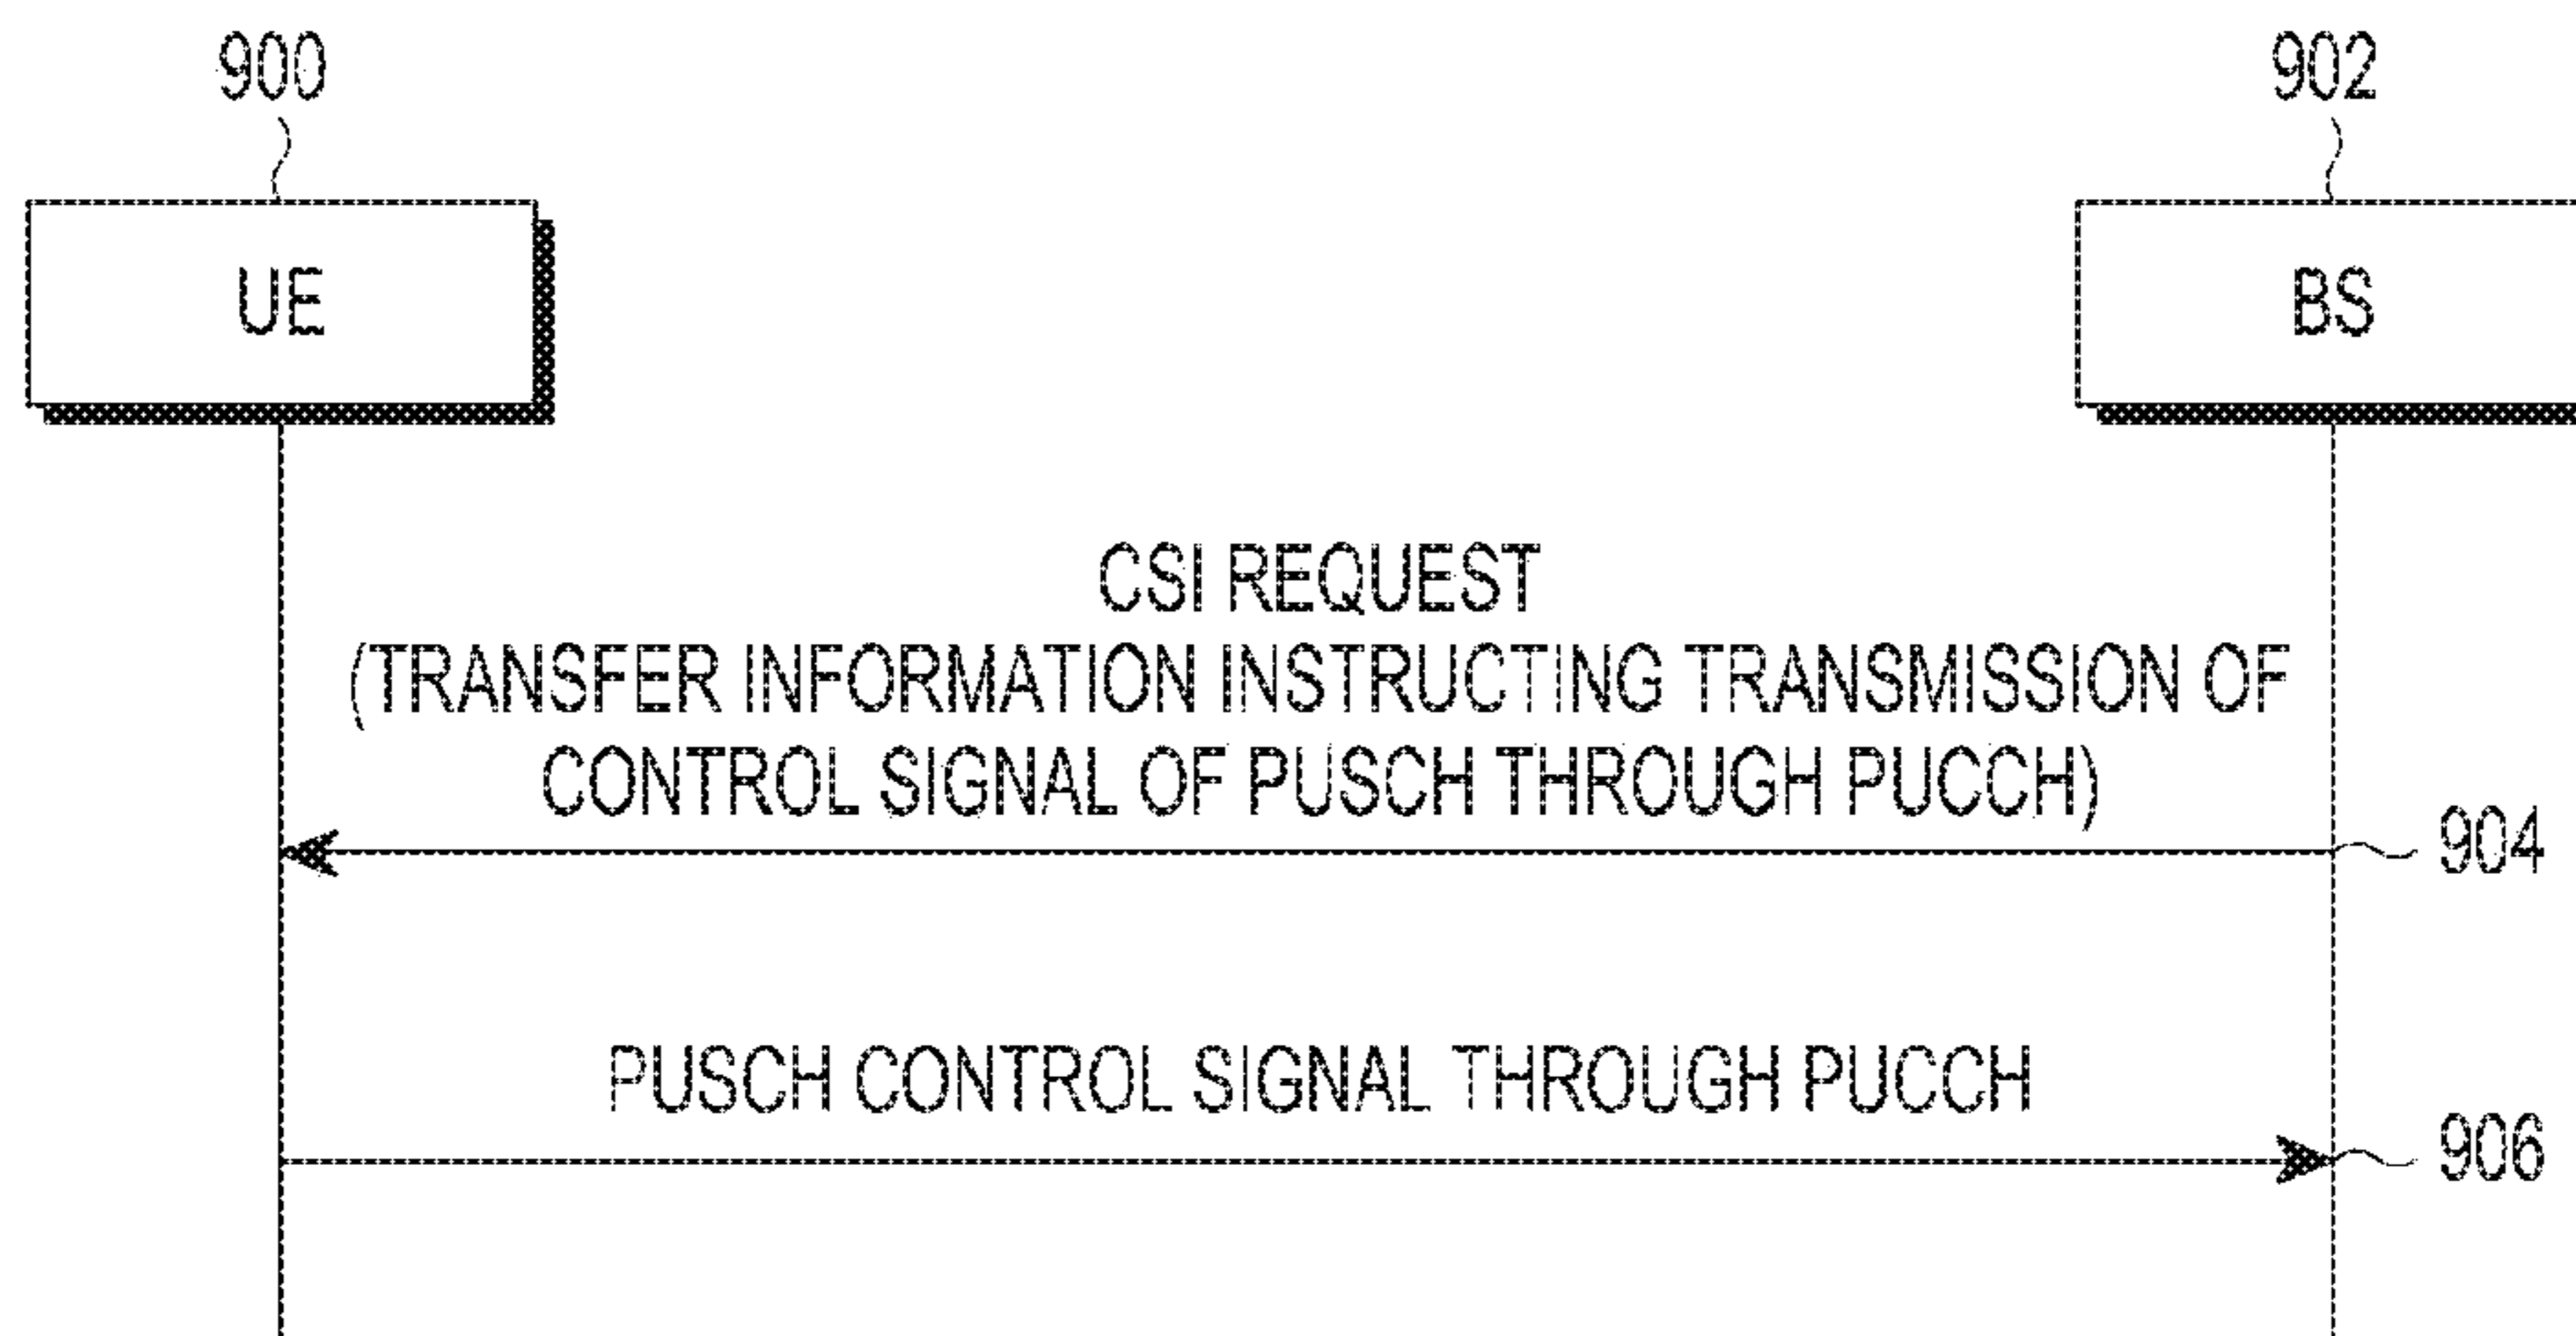 900
902
UE
BS
CSI REQUEST
(TRANSFER INFORMATION INSTRUCTING TRANSMISSION OF
CONTROL SIGNAL OF PUSCH THROUGH PUCCH)
904
PUSCH CONTROL SIGNAL THROUGH PUCCH
906